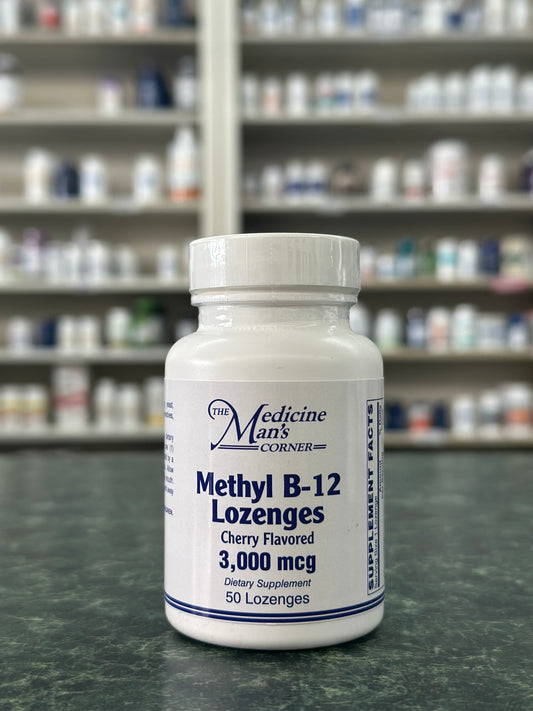 THE Medicine
Man's
CORNER
Methyl B-12
Lozenges
Cherry Flavored
3,000 mcg
Dietary Supplement
50 Lozenges
SUPPLEMENT FACTS